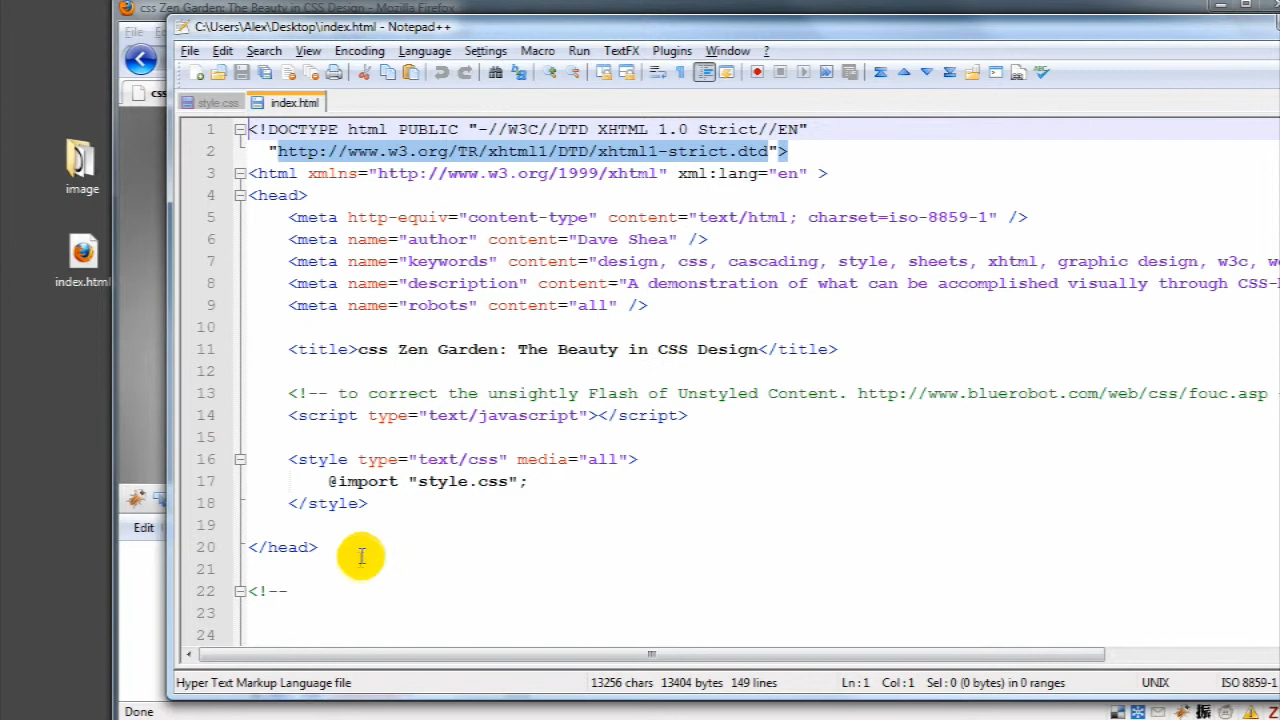 css Zen Garden: The Beauty in CSS Design - Mozilla Firefox
C:\Users\Alex\Desktop\index.html - Notepad++
File
File Edit Search View Encoding Language Settings Macro Run TextFX Plugins Window ?
css
style.css index.html
1 <!DOCTYPE html PUBLIC "-//W3C//DTD XHTML 1.0 Strict//EN"
2 "http://www.w3.org/TR/xhtml1/DTD/xhtml1-strict.dtd">
3 <html xmlns="http://www.w3.org/1999/xhtml" xml:lang="en" >
4 <head>
5 <meta http-equiv="content-type" content="text/html; charset=iso-8859-1" />
6 <meta name="author" content="Dave Shea" />
7 <meta name="keywords" content="design, css, cascading, style, sheets, xhtml, graphic design, w3c, we
8 <meta name="description" content="A demonstration of what can be accomplished visually through CSS-
9 <meta name="robots" content="all" />
10
11 <title>css Zen Garden: The Beauty in CSS Design</title>
12
13 <!-- to correct the unsightly Flash of Unstyled Content. http://www.bluerobot.com/web/css/fouc.asp
14 <script type="text/javascript"></script>
15
16 <style type="text/css" media="all">
17 @import "style.css";
18 </style>
19
20 </head>
21
22 <!--
23
24
image
index.html
Edit
Hyper Text Markup Language file 13256 chars 13404 bytes 149 lines Ln : 1 Col : 1 Sel : 0 (0 bytes) in 0 ranges UNIX ISO 8859-1
Done
振